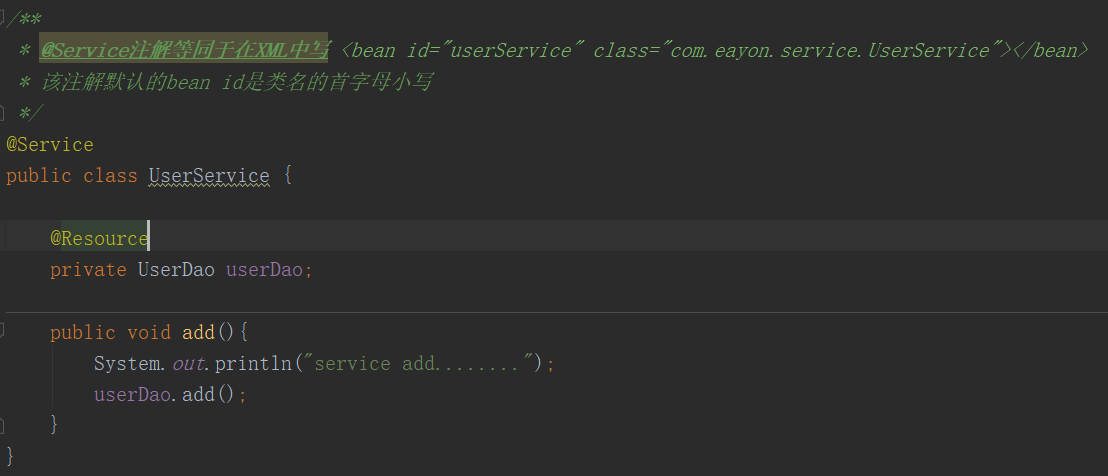 /**
 * @Service注解等同于在XML中写 <bean id="userService" class="com.eayon.service.UserService"></bean>
 * 该注解默认的bean id是类名的首字母小写
 */
@Service
public class UserService {
    @Resource
    private UserDao userDao;
    public void add(){
        System.out.println("service add........");
        userDao.add();
    }
}